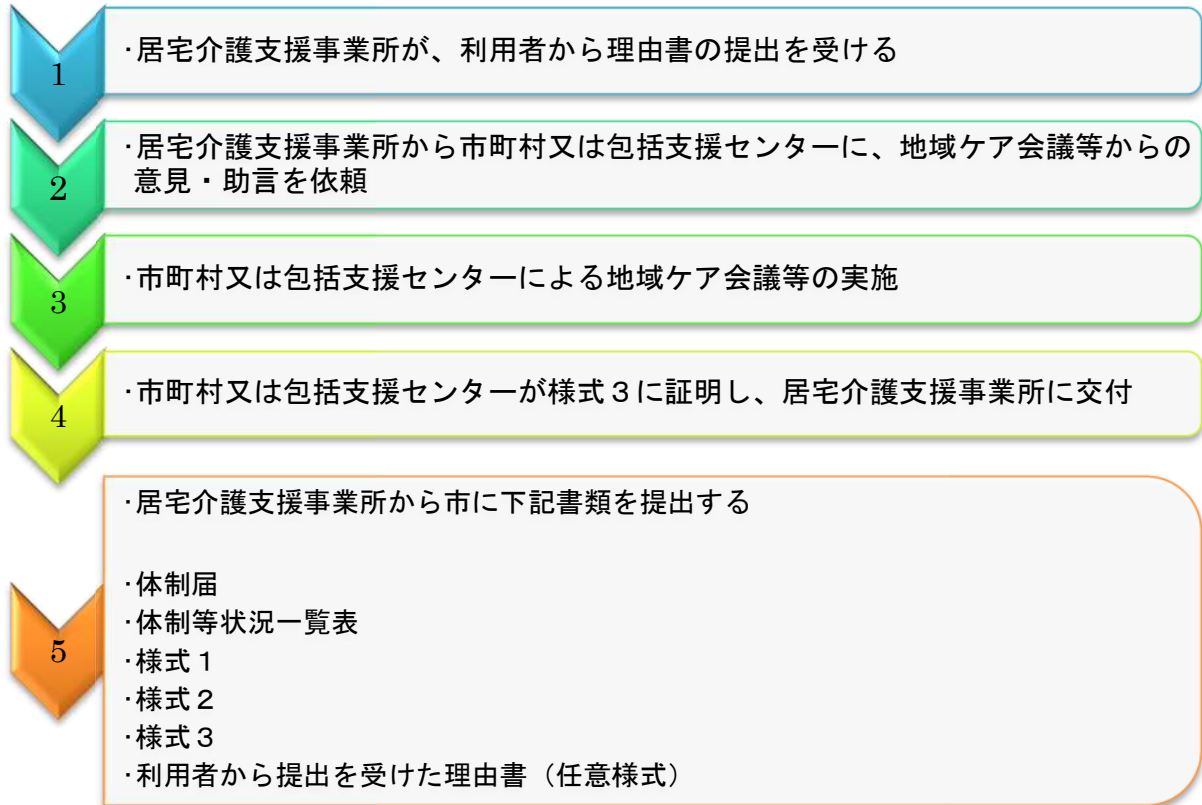 1
・居宅介護支援事業所が、利用者から理由書の提出を受ける
2
・居宅介護支援事業所から市町村又は包括支援センターに、地域ケア会議等からの
意見・助言を依頼
3
・市町村又は包括支援センターによる地域ケア会議等の実施
4
・市町村又は包括支援センターが様式３に証明し、居宅介護支援事業所に交付
5
・居宅介護支援事業所から市に下記書類を提出する
・体制届
・体制等状況一覧表
・様式１
・様式２
・様式３
・利用者から提出を受けた理由書（任意様式）